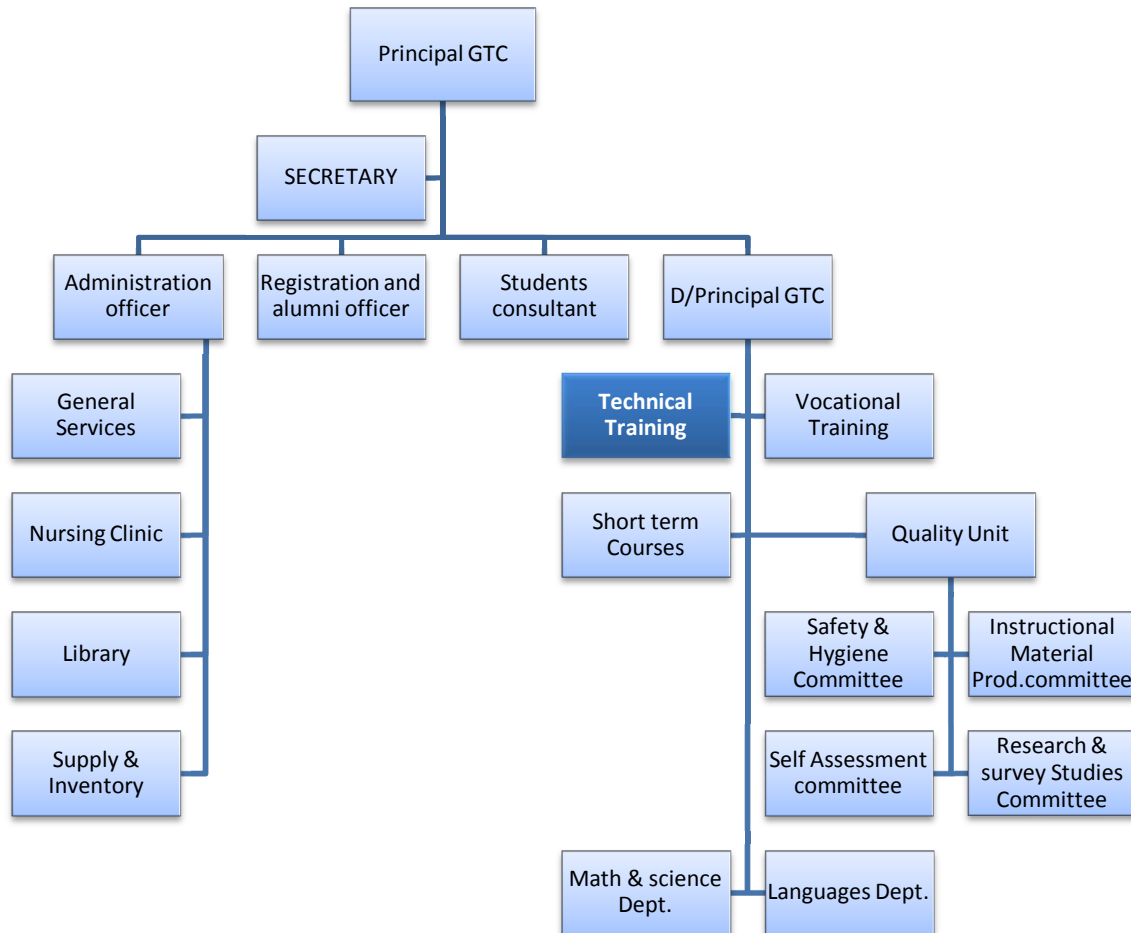 Principal GTC
SECRETARY
Administration
officer
Registration and
alumni officer
Students
consultant
D/Principal GTC
General
Services
Technical
Training
Vocational
Training
Nursing Clinic
Short term
Courses
Quality Unit
Library
Safety &
Hygiene
Committee
Instructional
Material
Prod.committee
Supply &
Inventory
Self Assessment
committee
Research &
survey Studies
Committee
Math & science
Dept.
Languages Dept.